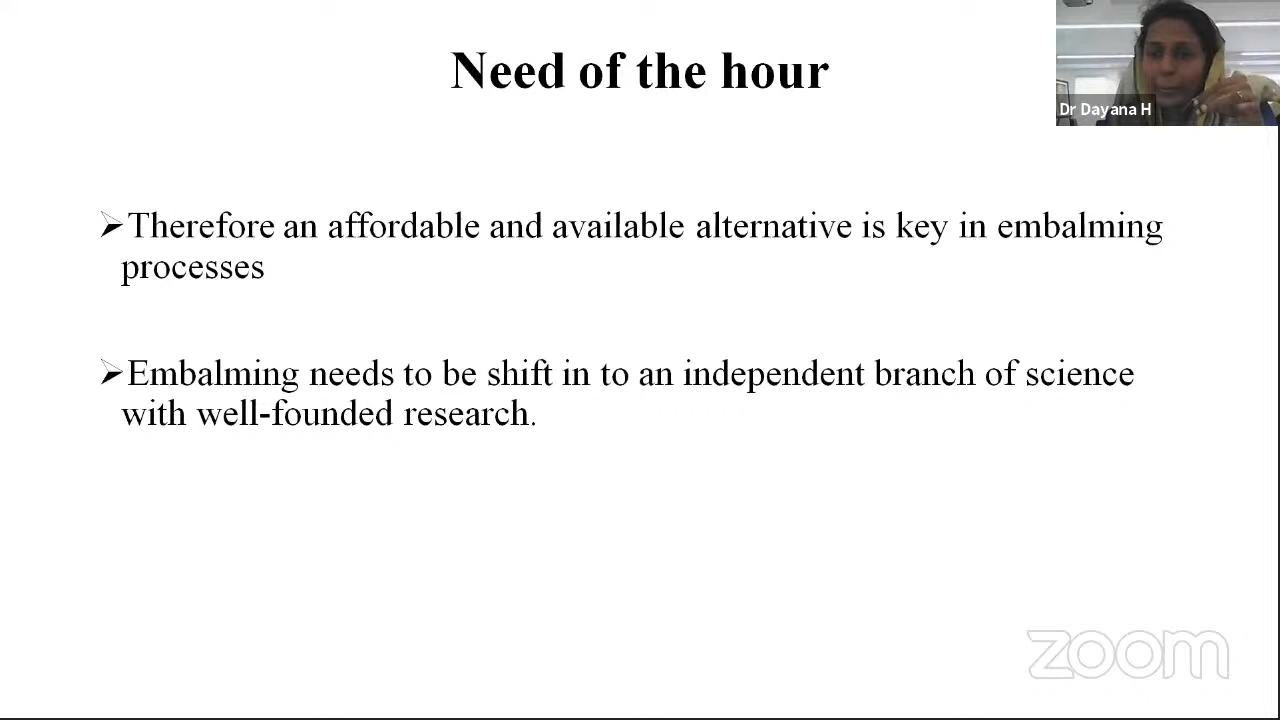 Need of the hour
Dr Dayana H
➢Therefore an affordable and available alternative is key in embalming
processes
➢Embalming needs to be shift in to an independent branch of science
with well-founded research.
zoom